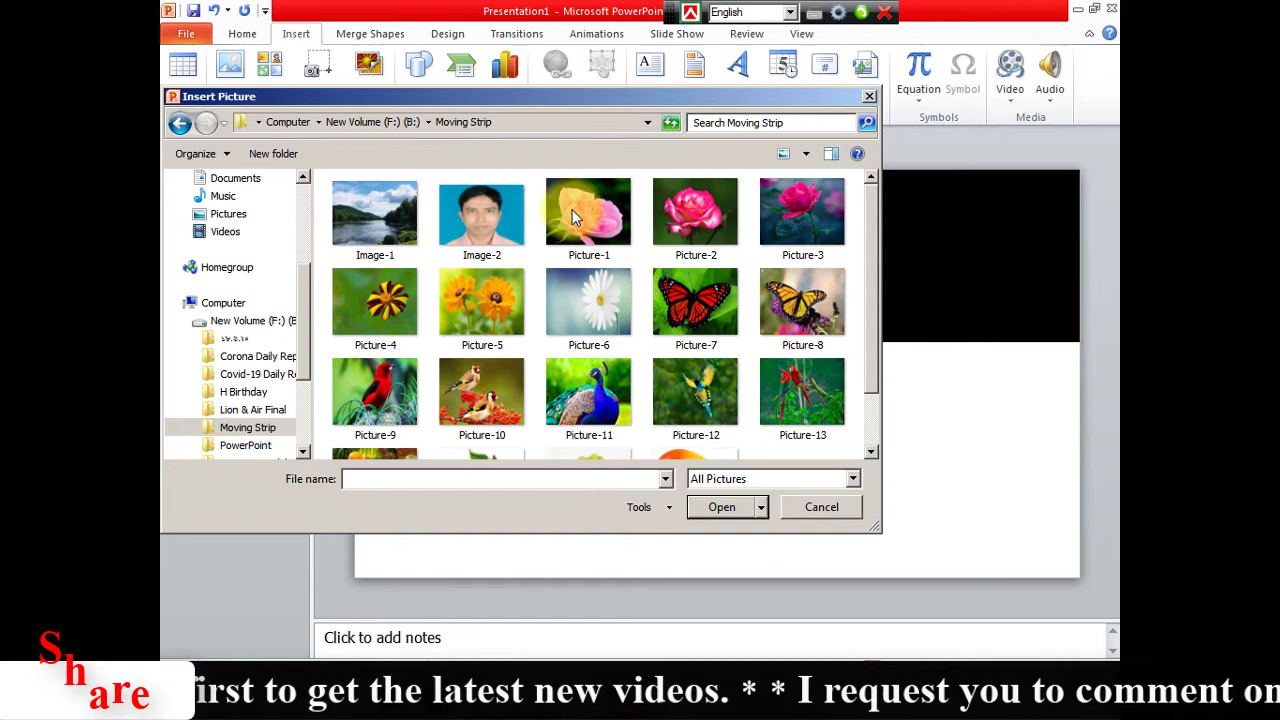 Presentation1 - Microsoft PowerPoin
English
File Home Insert Merge Shapes Design Transitions Animations Slide Show Review View
Equation Symbol Video Audio
Symbols Media
Insert Picture
Computer New Volume (F:) (B:) Moving Strip
Search Moving Strip
Organize New folder
Documents
Music
Pictures
Videos
Homegroup
Computer
New Volume (F:) (B
১৮.৬.২০
Corona Daily Rep
Covid-19 Daily Re
H Birthday
Lion & Air Final
Moving Strip
PowerPoint
Image-1 Image-2 Picture-1 Picture-2 Picture-3
Picture-4 Picture-5 Picture-6 Picture-7 Picture-8
Picture-9 Picture-10 Picture-11 Picture-12 Picture-13
File name: All Pictures
Tools Open Cancel
Click to add notes
Share
irst to get the latest new videos. * * I request you to comment on